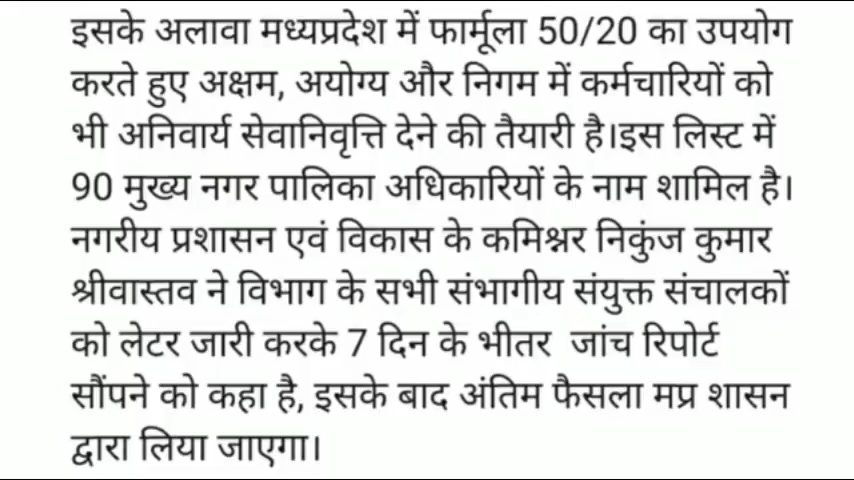 इसके अलावा मध्यप्रदेश में फार्मूला 50/20 का उपयोग
करते हुए अक्षम, अयोग्य और निगम में कर्मचारियों को
भी अनिवार्य सेवानिवृत्ति देने की तैयारी है।इस लिस्ट में
90 मुख्य नगर पालिका अधिकारियों के नाम शामिल है।
नगरीय प्रशासन एवं विकास के कमिश्नर निकुंज कुमार
श्रीवास्तव ने विभाग के सभी संभागीय संयुक्त संचालकों
को लेटर जारी करके 7 दिन के भीतर  जांच रिपोर्ट
सौंपने को कहा है, इसके बाद अंतिम फैसला मप्र शासन
द्वारा लिया जाएगा।